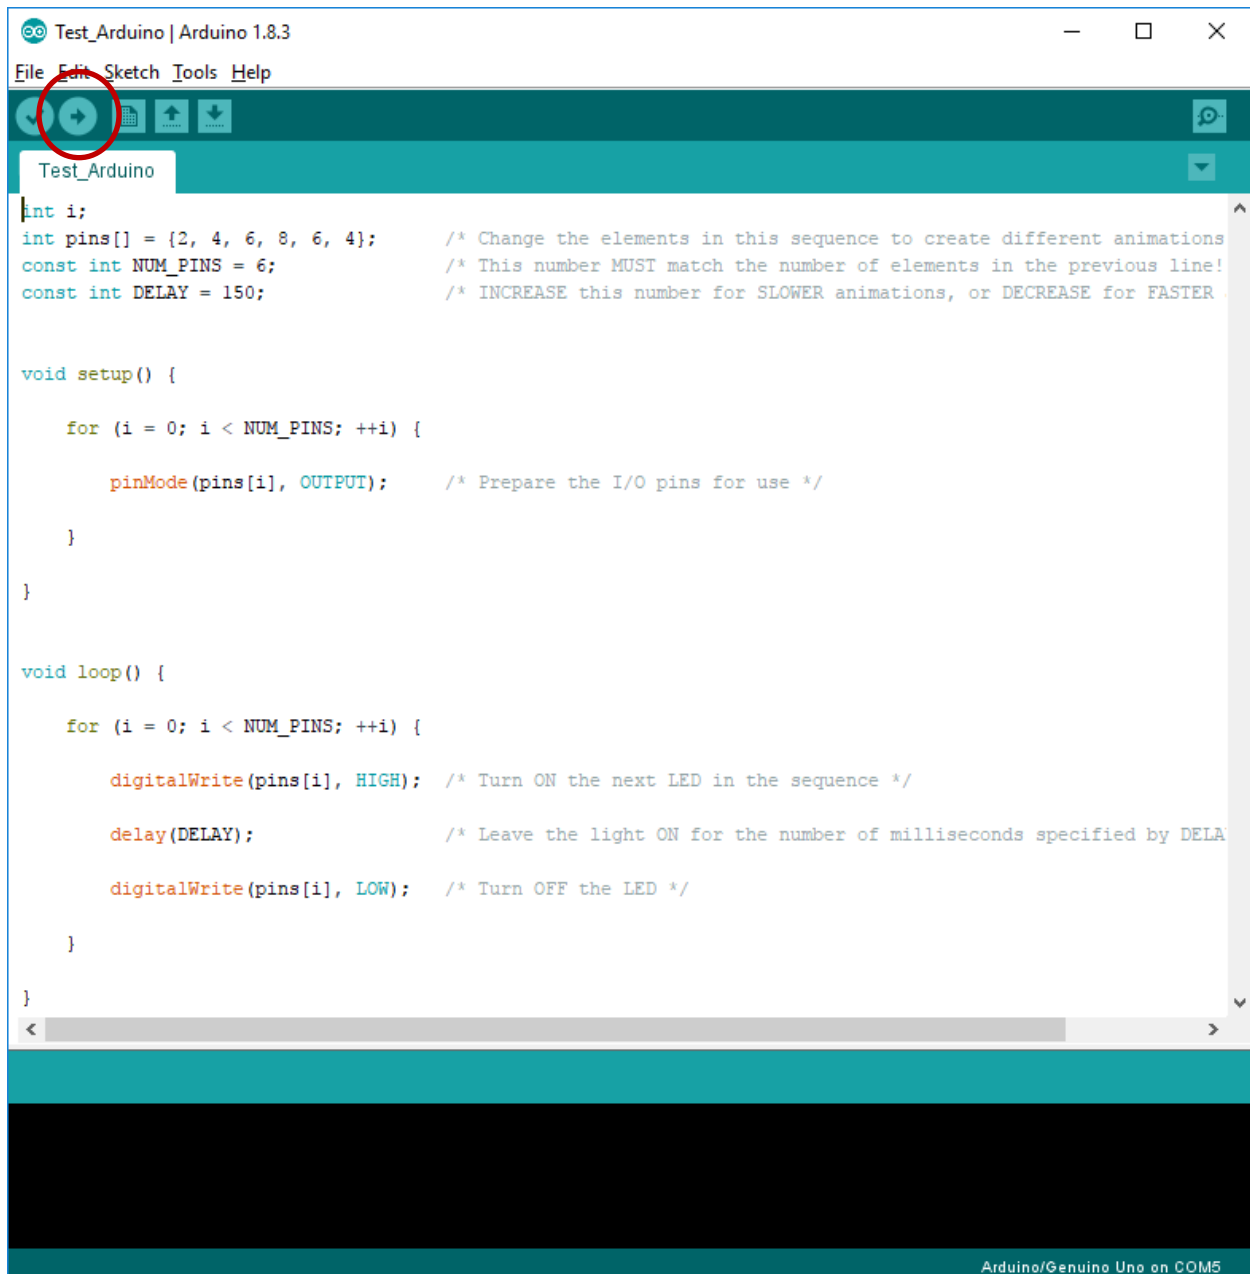 Test_Arduino | Arduino 1.8.3
File Edit Sketch Tools Help
Test_Arduino
int i;
int pins[] = {2, 4, 6, 8, 6, 4}; /* Change the elements in this sequence to create different animations
const int NUM_PINS = 6; /* This number MUST match the number of elements in the previous line!
const int DELAY = 150; /* INCREASE this number for SLOWER animations, or DECREASE for FASTER
void setup() {
for (i = 0; i < NUM_PINS; ++i) {
pinMode(pins[i], OUTPUT); /* Prepare the I/O pins for use */
}
}
void loop() {
for (i = 0; i < NUM_PINS; ++i) {
digitalWrite(pins[i], HIGH); /* Turn ON the next LED in the sequence */
delay(DELAY); /* Leave the light ON for the number of milliseconds specified by DELA
digitalWrite(pins[i], LOW); /* Turn OFF the LED */
}
}
Arduino/Genuino Uno on COM5